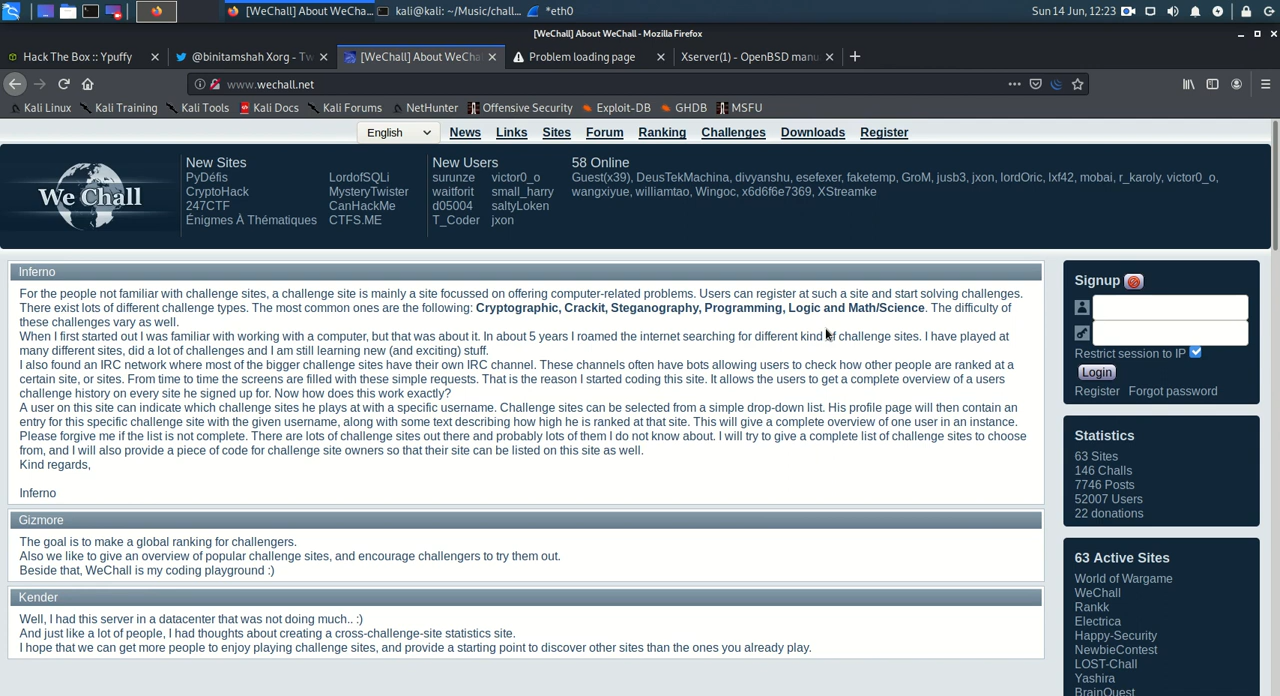 [WeChall] About WeCha...
kali@kali: ~/Music/chall...
*eth0
Sun 14 Jun, 12:23
[WeChall] About WeChall - Mozilla Firefox
Hack The Box :: Ypuffy
@binitamshah Xorg - Tw
[WeChall] About WeCha
Problem loading page
Xserver(1) - OpenBSD manu
www.wechall.net
Kali Linux
Kali Training
Kali Tools
Kali Docs
Kali Forums
NetHunter
Offensive Security
Exploit-DB
GHDB
MSFU
English
News
Links
Sites
Forum
Ranking
Challenges
Downloads
Register
We Chall
New Sites
PyDéfis LordofSQLi
CryptoHack MysteryTwister
247CTF CanHackMe
Énigmes À Thématiques CTFS.ME
New Users
surunze victor0_o
waitforit small_harry
d05004 saltyLoken
T_Coder jxon
58 Online
Guest(x39), DeusTekMachina, divyanshu, esefexer, faketemp, GroM, jusb3, jxon, lordOric, lxf42, mobai, r_karoly, victor0_o,
wangxiyue, williamtao, Wingoc, x6d6f6e7369, XStreamke
Inferno
For the people not familiar with challenge sites, a challenge site is mainly a site focussed on offering computer-related problems. Users can register at such a site and start solving challenges.
There exist lots of different challenge types. The most common ones are the following: Cryptographic, Crackit, Steganography, Programming, Logic and Math/Science. The difficulty of
these challenges vary as well.
When I first started out I was familiar with working with a computer, but that was about it. In about 5 years I roamed the internet searching for different kind of challenge sites. I have played at
many different sites, did a lot of challenges and I am still learning new (and exciting) stuff.
I also found an IRC network where most of the bigger challenge sites have their own IRC channel. These channels often have bots allowing users to check how other people are ranked at a
certain site, or sites. From time to time the screens are filled with these simple requests. That is the reason I started coding this site. It allows the users to get a complete overview of a users
challenge history on every site he signed up for. Now how does this work exactly?
A user on this site can indicate which challenge sites he plays at with a specific username. Challenge sites can be selected from a simple drop-down list. His profile page will then contain an
entry for this specific challenge site with the given username, along with some text describing how high he is ranked at that site. This will give a complete overview of one user in an instance.
Please forgive me if the list is not complete. There are lots of challenge sites out there and probably lots of them I do not know about. I will try to give a complete list of challenge sites to choose
from, and I will also provide a piece of code for challenge site owners so that their site can be listed on this site as well.
Kind regards,
Inferno
Gizmore
The goal is to make a global ranking for challengers.
Also we like to give an overview of popular challenge sites, and encourage challengers to try them out.
Beside that, WeChall is my coding playground :)
Kender
Well, I had this server in a datacenter that was not doing much.. :)
And just like a lot of people, I had thoughts about creating a cross-challenge-site statistics site.
I hope that we can get more people to enjoy playing challenge sites, and provide a starting point to discover other sites than the ones you already play.
Signup
Restrict session to IP
Login
Register Forgot password
Statistics
63 Sites
146 Challs
7746 Posts
52007 Users
22 donations
63 Active Sites
World of Wargame
WeChall
Rankk
Electrica
Happy-Security
NewbieContest
LOST-Chall
Yashira
BrainQuest